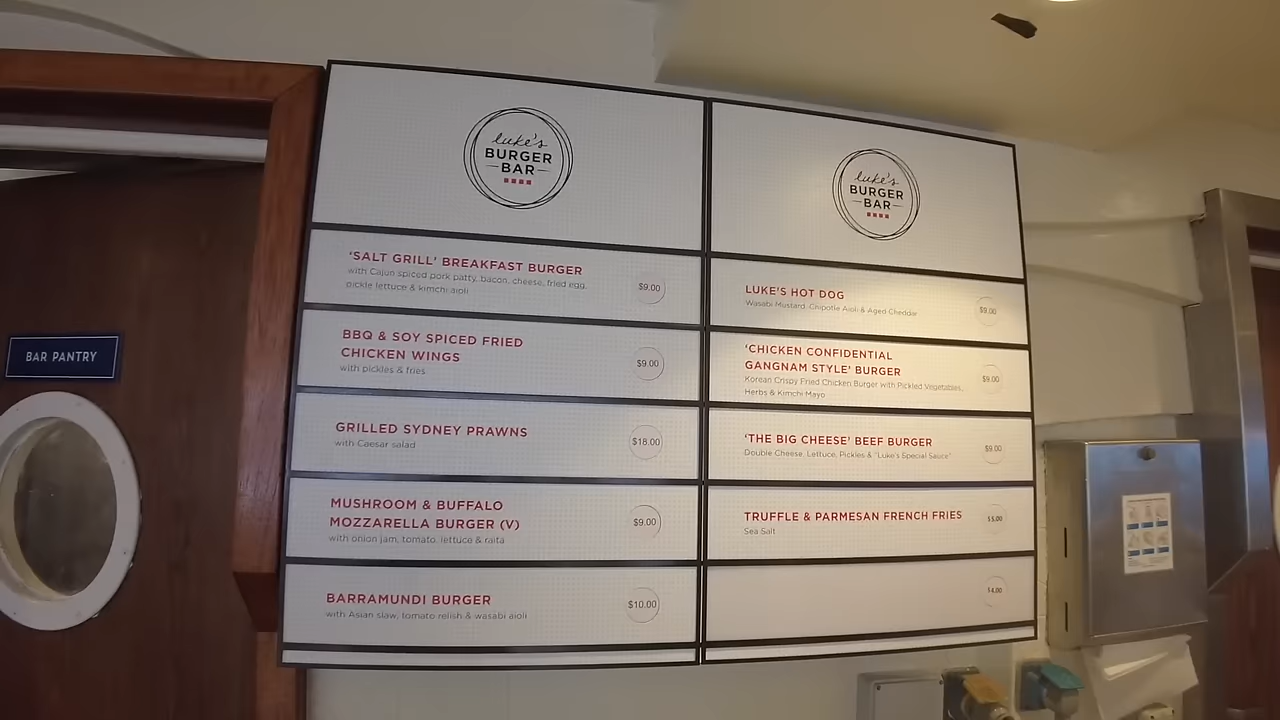 BAR PANTRY
luke's
BURGER
BAR
'SALT GRILL' BREAKFAST BURGER
with Cajun spiced pork patty, bacon, cheese, fried egg,
pickle lettuce & kimchi aioli
$9.00
BBQ & SOY SPICED FRIED
CHICKEN WINGS
with pickles & fries
$9.00
GRILLED SYDNEY PRAWNS
with Caesar salad
$18.00
MUSHROOM & BUFFALO
MOZZARELLA BURGER (V)
with onion jam, tomato, lettuce & raita
$9.00
BARRAMUNDI BURGER
with Asian slaw, tomato relish & wasabi aioli
$10.00
luke's
BURGER
BAR
LUKE'S HOT DOG
Wasabi Mustard, Chipotle Aioli & Aged Cheddar
$9.00
'CHICKEN CONFIDENTIAL
GANGNAM STYLE' BURGER
Korean Crispy Fried Chicken Burger with Pickled Vegetables,
Herbs & Kimchi Mayo
$9.00
'THE BIG CHEESE' BEEF BURGER
Double Cheese, Lettuce, Pickles & "Luke's Special Sauce"
$9.00
TRUFFLE & PARMESAN FRENCH FRIES
Sea Salt
$5.00
$4.00